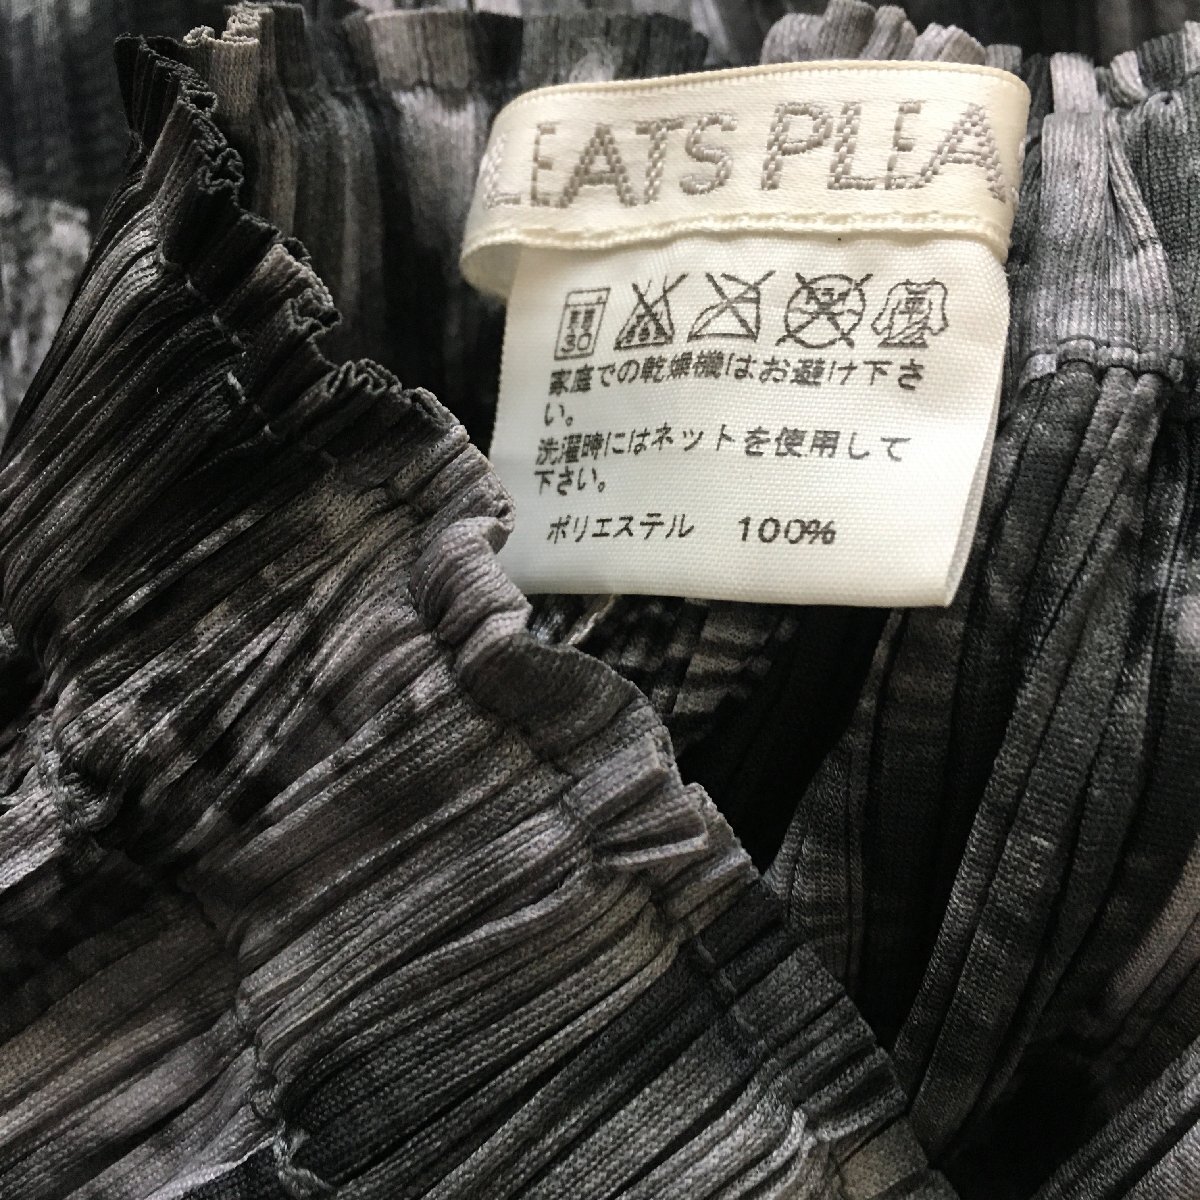 PLEATS PLEA
30
家庭での乾燥機はお避け下さ
い。
洗濯時にはネットを使用して
下さい。
ポリエステル 100%